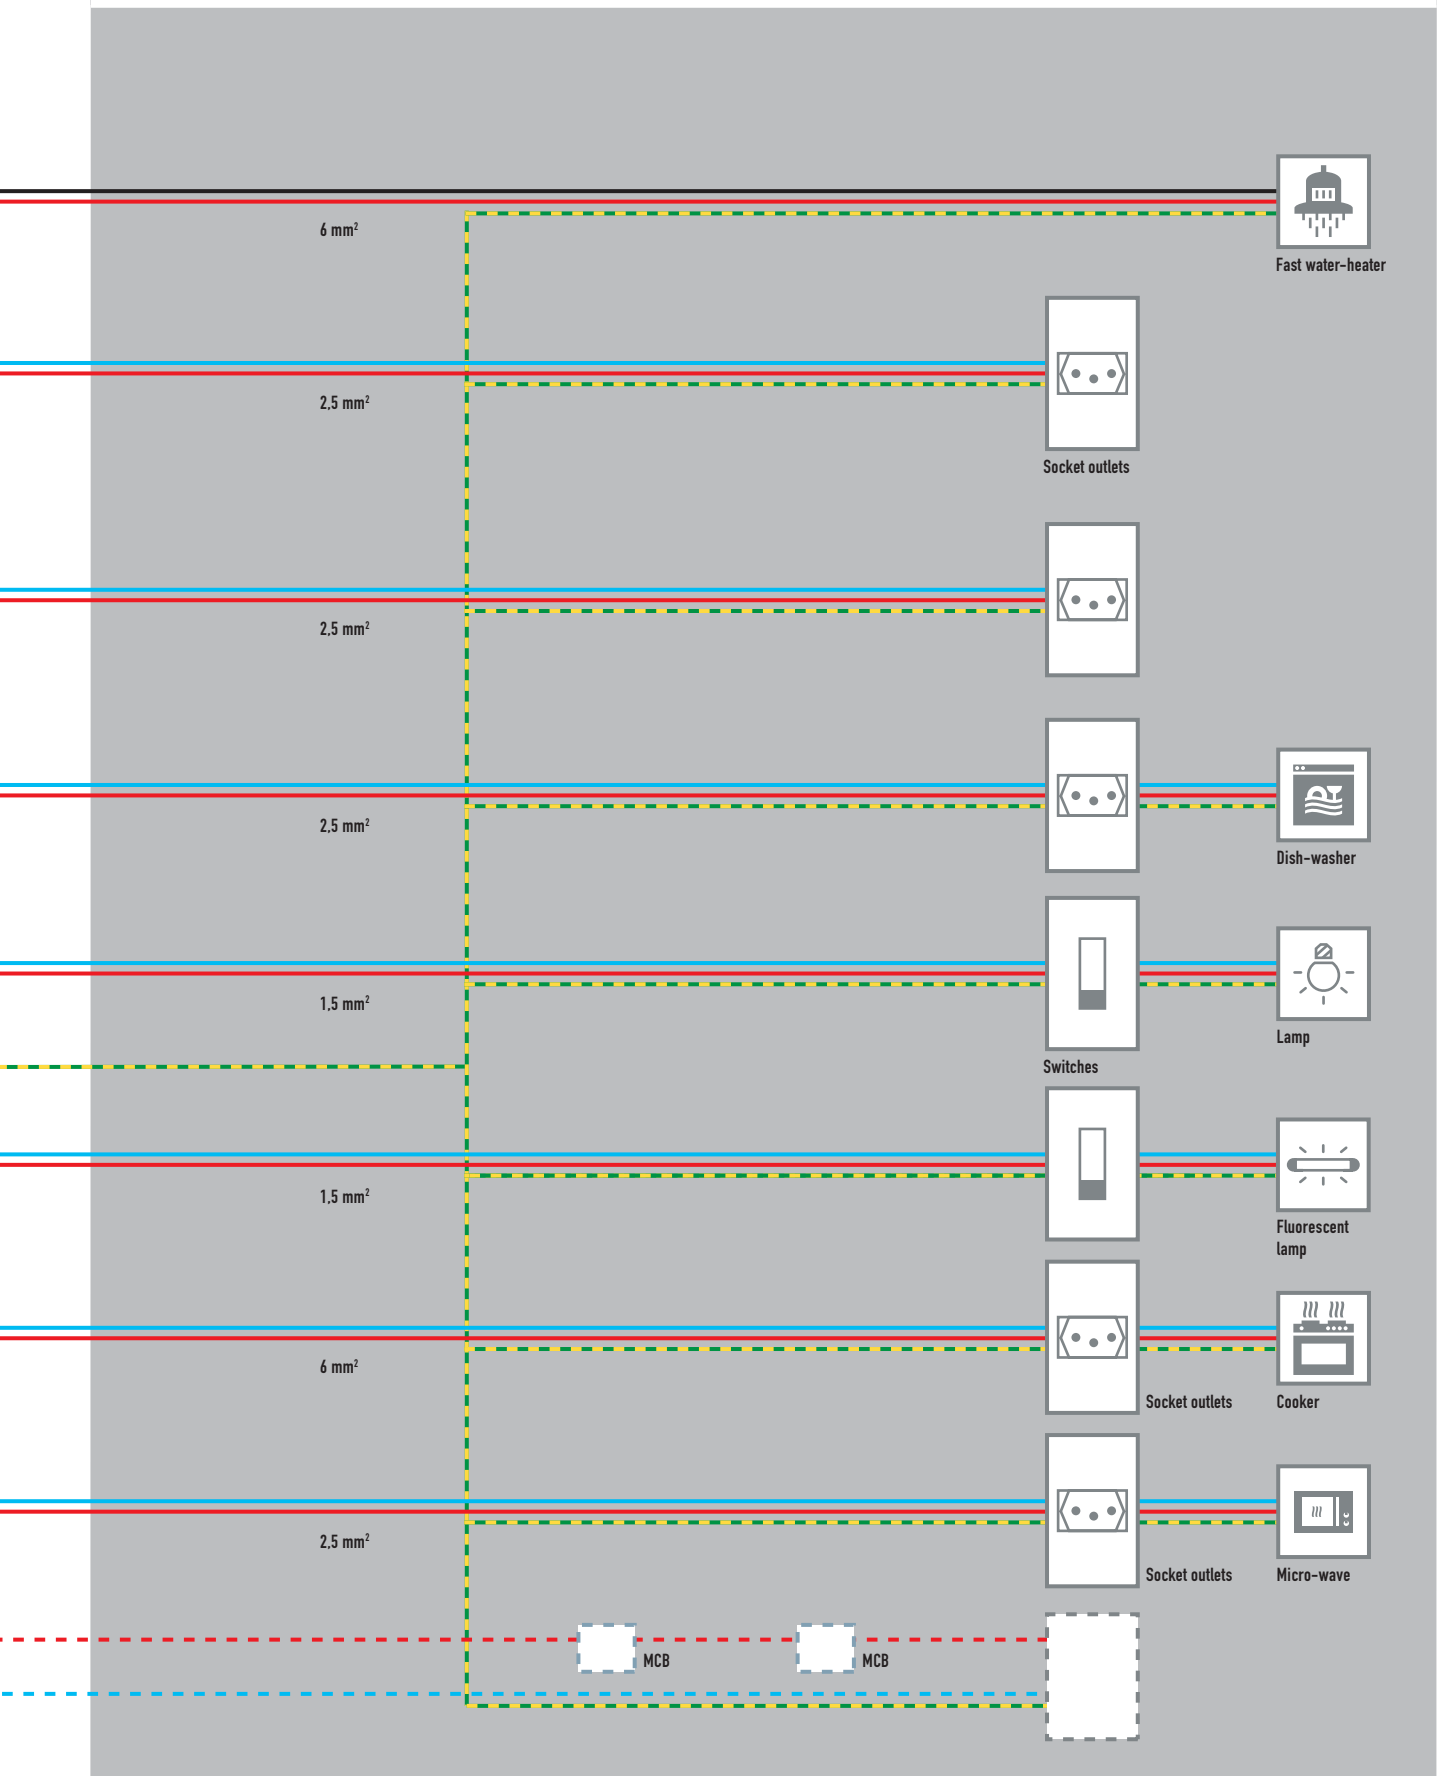 6 mm²
Fast water-heater
2,5 mm²
Socket outlets
2,5 mm²
2,5 mm²
Dish-washer
1,5 mm²
Lamp
Switches
1,5 mm²
Fluorescent
lamp
6 mm²
Socket outlets
Cooker
2,5 mm²
Socket outlets
Micro-wave
MCB
MCB